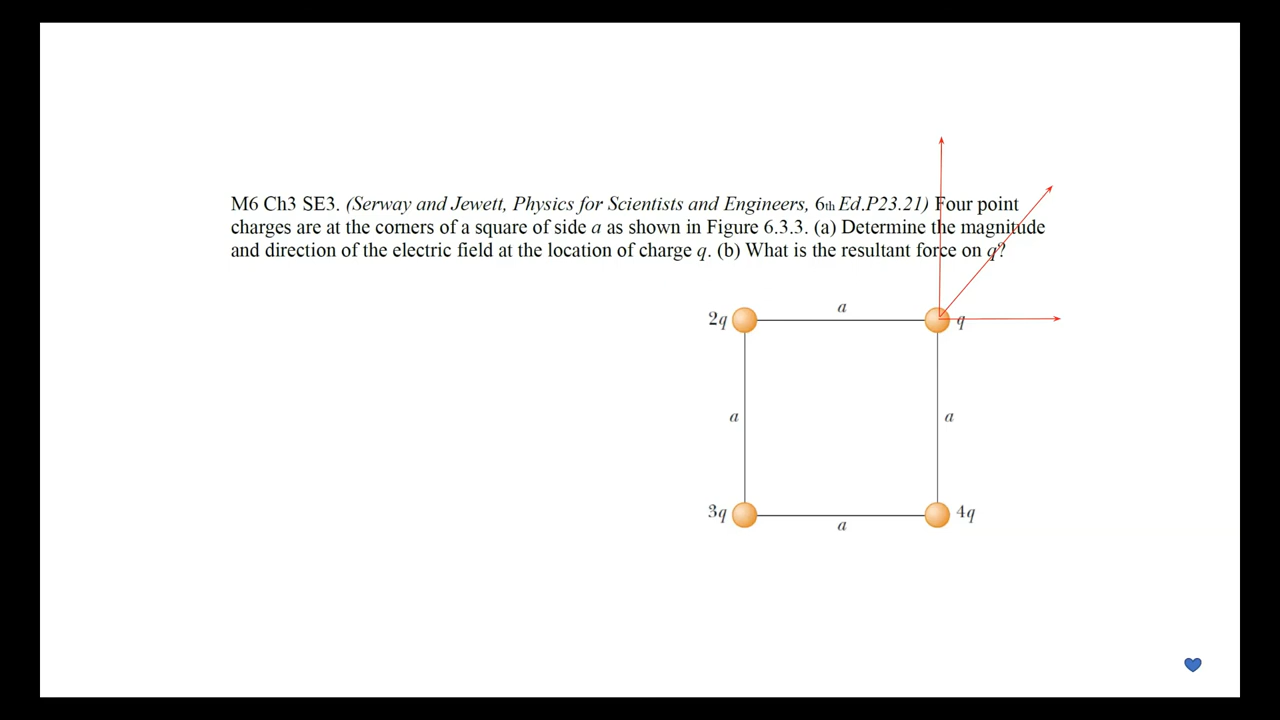 M6 Ch3 SE3. (Serway and Jewett, Physics for Scientists and Engineers, 6th Ed.P23.21) Four point
charges are at the corners of a square of side a as shown in Figure 6.3.3. (a) Determine the magnitude
and direction of the electric field at the location of charge q. (b) What is the resultant force on q?
a
2q
q
a
a
3q
4q
a